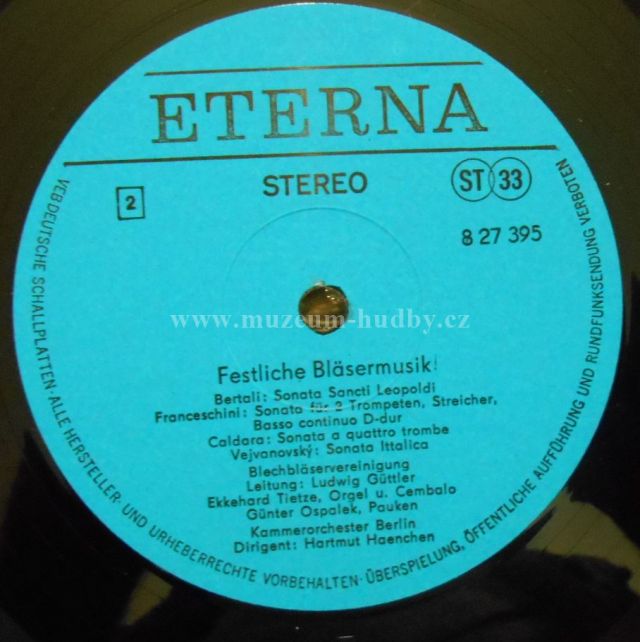 ETERNA
STEREO
ST 33
2
8 27 395
www.muzeum-hudby.cz
Festliche Bläsermusik!
Bertali: Sonata Sancti Leopoldi
Franceschini: Sonata für 2 Trompeten, Streicher,
Basso continuo D-dur
Caldara: Sonata a quattro trombe
Vejvanovský: Sonata Ittalica
Blechbläservereinigung
Leitung: Ludwig Güttler
Ekkehard Tietze, Orgel u. Cembalo
Günter Ospalek, Pauken
Kammerorchester Berlin
Dirigent: Hartmut Haenchen
VEB DEUTSCHE SCHALLPLATTEN · ALLE HERSTELLER- UND URHEBERRECHTE VORBEHALTEN · ÜBERSPIELUNG, ÖFFENTLICHE AUFFÜHRUNG UND RUNDFUNKSENDUNG VERBOTEN